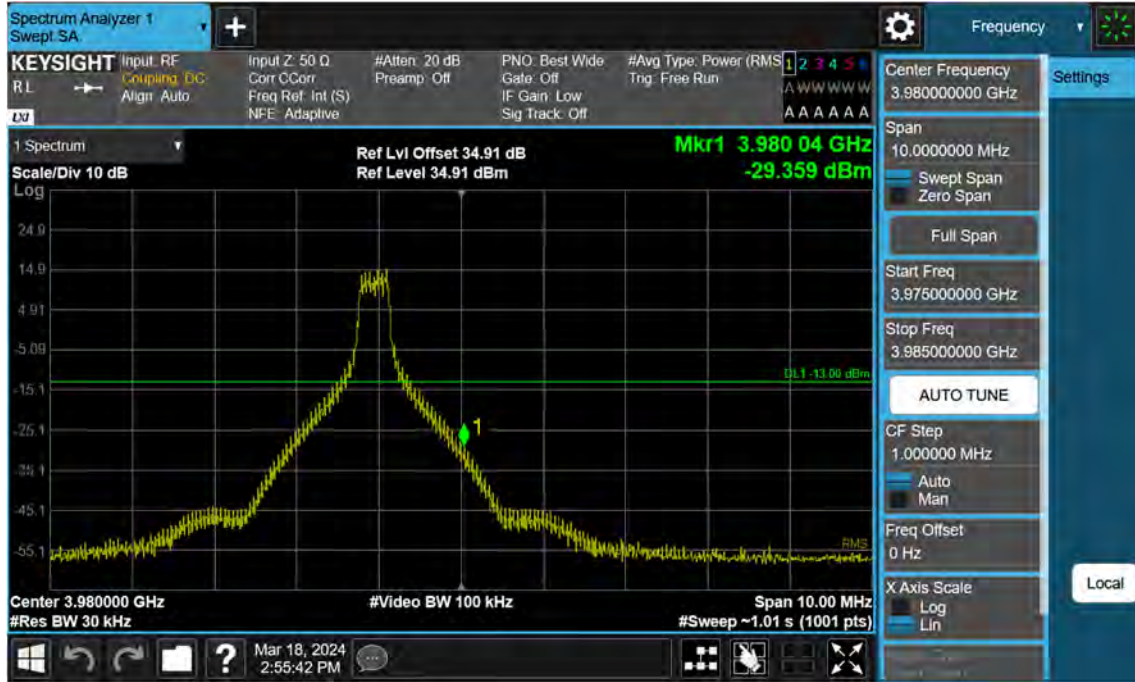 Spectrum Analyzer 1
Swept SA
+
Frequency
KEYSIGHT
RL
LXI
Input: RF
Coupling: DC
Align: Auto
Input Z: 50 Ω
Corr CCorr
Freq Ref: Int (S)
NFE: Adaptive
#Atten: 20 dB
Preamp: Off
PNO: Best Wide
Gate: Off
IF Gain: Low
Sig Track: Off
#Avg Type: Power (RMS
Trig: Free Run
1 2 3 4 5 6
A W W W W W
A A A A A A
1 Spectrum
Scale/Div 10 dB
Ref Lvl Offset 34.91 dB
Ref Level 34.91 dBm
Mkr1 3.980 04 GHz
-29.359 dBm
Log
24.9
14.9
4.91
-5.09
-15.1
-25.1
-35.1
-45.1
-55.1
DL1 -13.00 dBm
1
RMS
Center 3.980000 GHz
#Video BW 100 kHz
Span 10.00 MHz
#Res BW 30 kHz
#Sweep ~1.01 s (1001 pts)
?
Mar 18, 2024
2:55:42 PM
Center Frequency
3.980000000 GHz
Settings
Span
10.0000000 MHz
Swept Span
Zero Span
Full Span
Start Freq
3.975000000 GHz
Stop Freq
3.985000000 GHz
AUTO TUNE
CF Step
1.000000 MHz
Auto
Man
Freq Offset
0 Hz
X Axis Scale
Log
Lin
Local